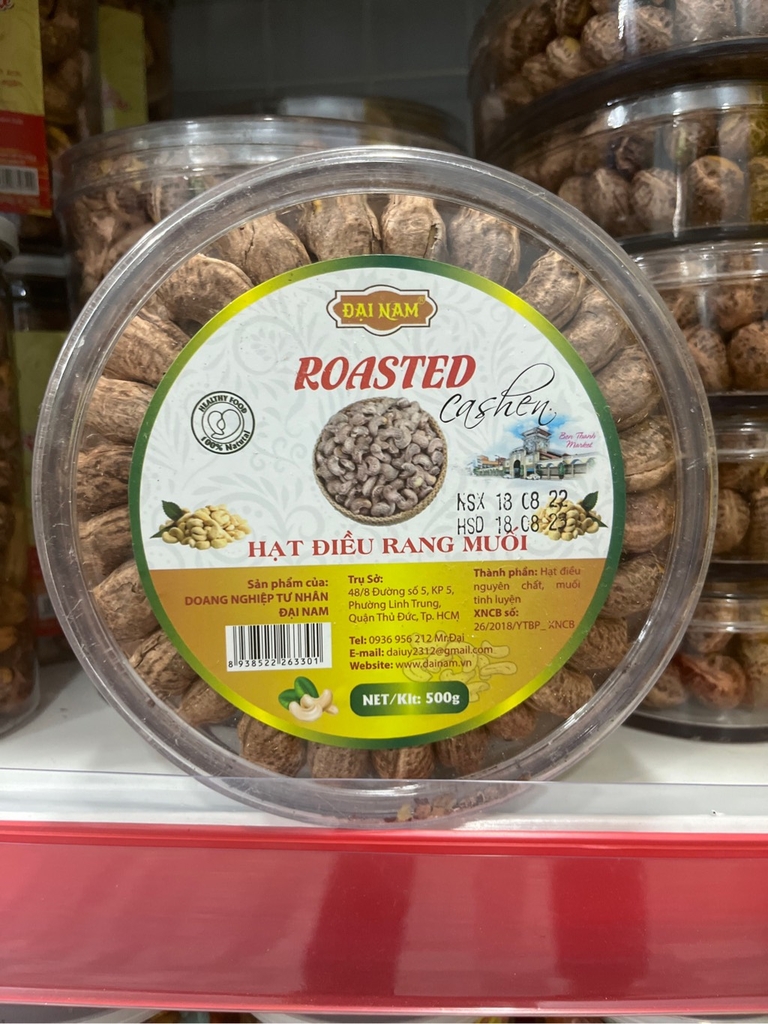 ĐẠI NAM
ROASTED
cashen
HEALTHY FOOD
100% Natural
Ben Thanh
Market
NSX 18 08 22
HSD 18 08 23
HẠT ĐIỀU RANG MUỐI
Sản phẩm của:
DOANG NGHIỆP TƯ NHÂN
ĐẠI NAM
8 938522 263301
Trụ Sở:
48/8 Đường số 5, KP 5,
Phường Linh Trung,
Quận Thủ Đức, Tp. HCM
Tel: 0936 956 212 Mr.Đại
E-mail: daiuy2312@gmail.com
Website: www.dainam.vn
Thành phần: Hạt điều
nguyên chất, muối
tinh luyện
XNCB số:
26/2018/YTBP_ XNCB
NET/Klt: 500g